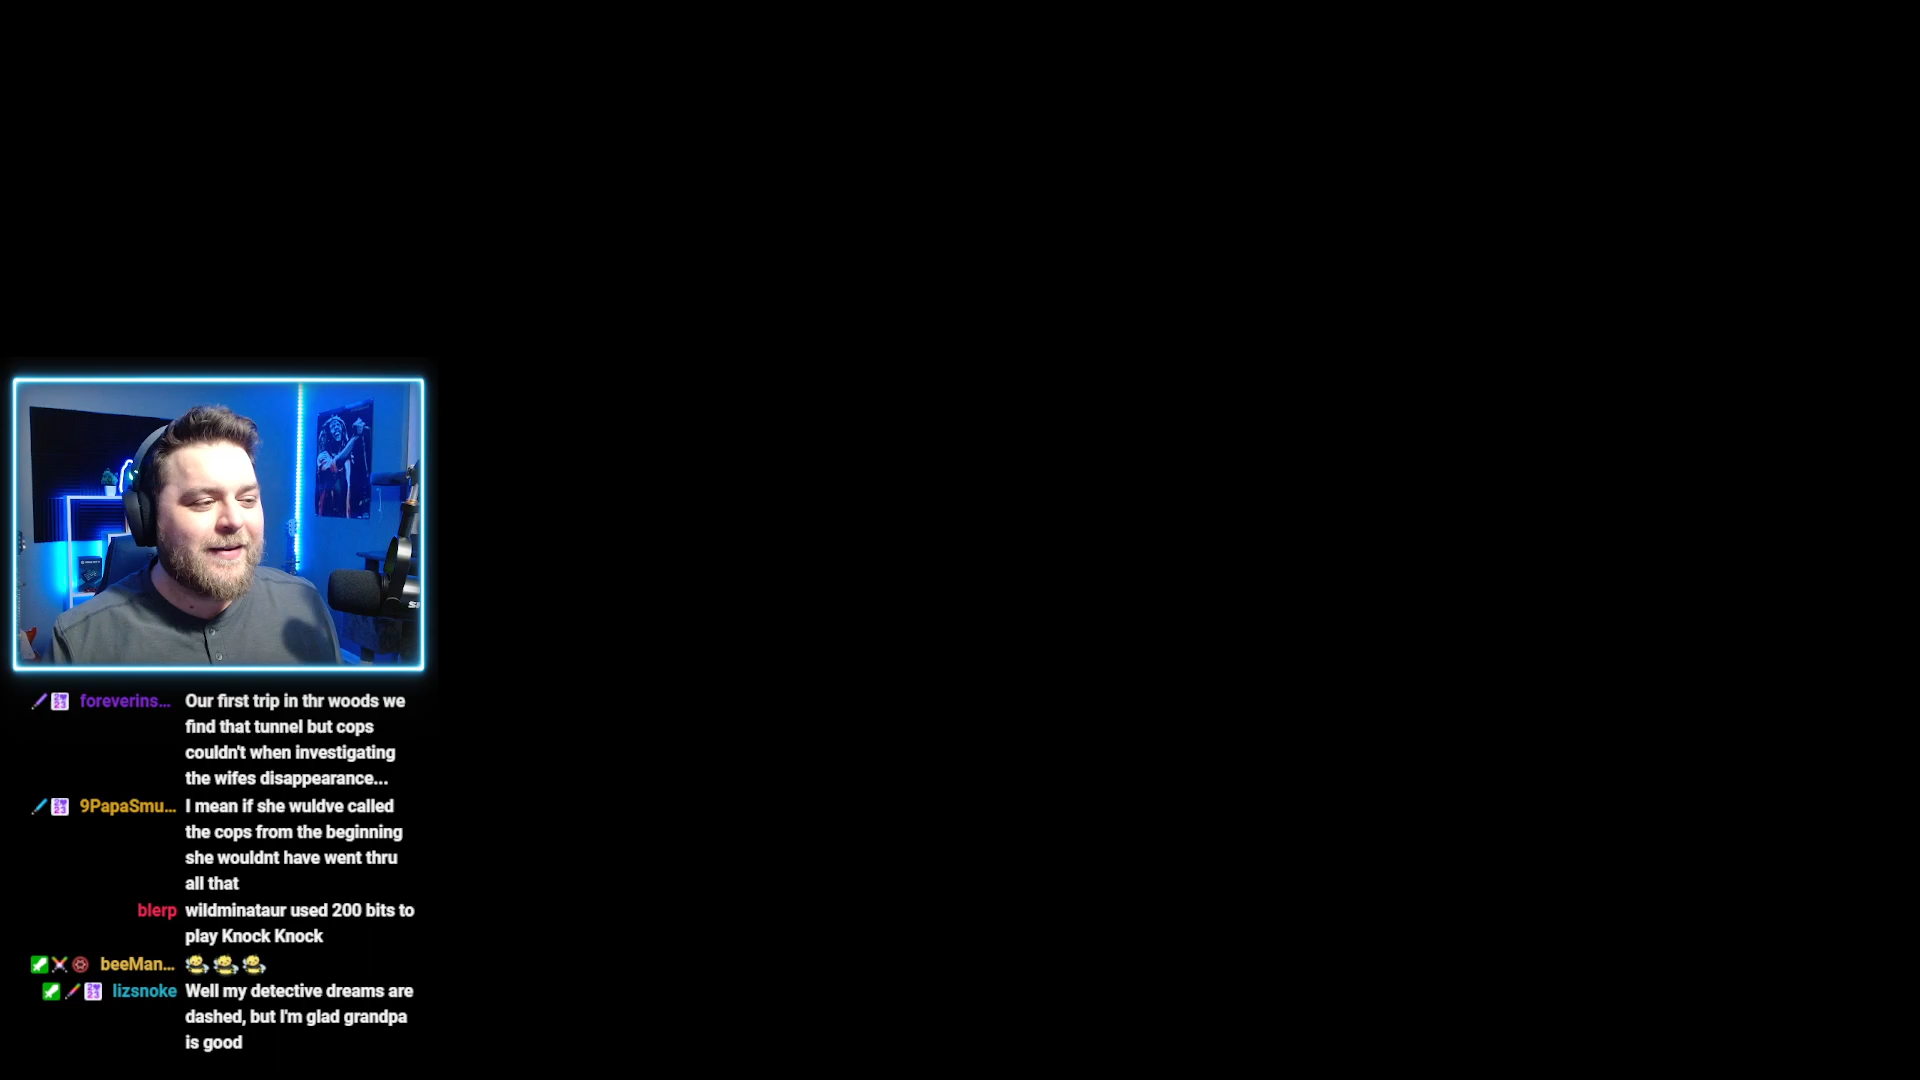 foreverins... Our first trip in thr woods we
find that tunnel but cops
couldn't when investigating
the wifes disappearance...
9PapaSmu... I mean if she wuldve called
the cops from the beginning
she wouldnt have went thru
all that
blerp wildminataur used 200 bits to
play Knock Knock
beeMan...
lizsnoke Well my detective dreams are
dashed, but I'm glad grandpa
is good